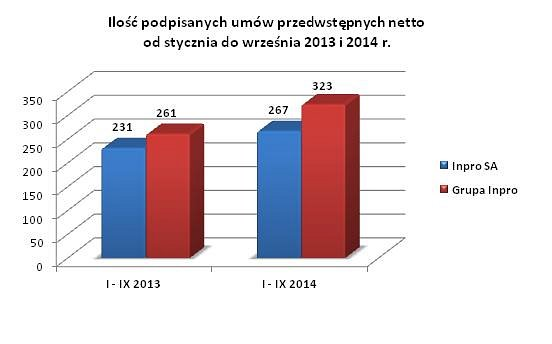 Ilość podpisanych umów przedwstępnych netto
od stycznia do września 2013 i 2014 r.
350
300
250
200
150
100
50
0
231
261
267
323
I - IX 2013
I - IX 2014
Inpro SA
Grupa Inpro